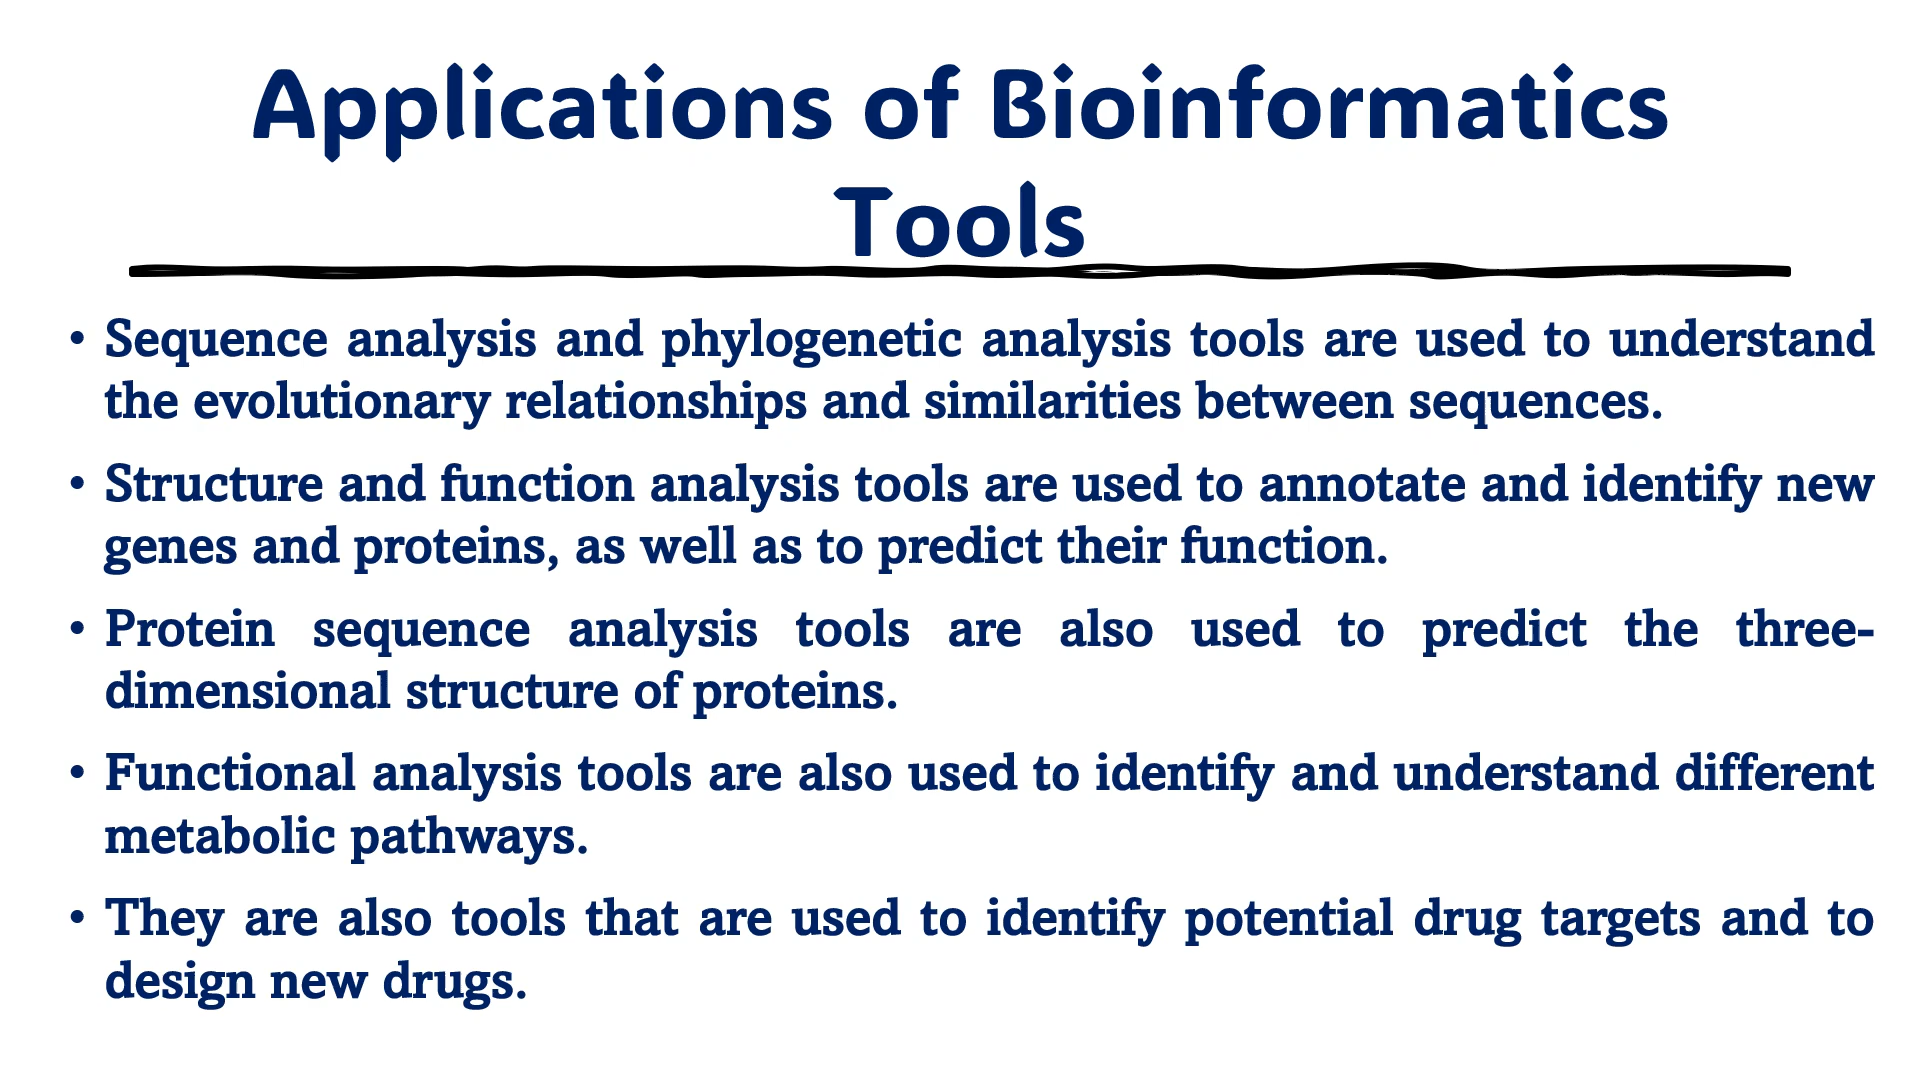 Applications of Bioinformatics
Tools
• Sequence analysis and phylogenetic analysis tools are used to understand
the evolutionary relationships and similarities between sequences.
• Structure and function analysis tools are used to annotate and identify new
genes and proteins, as well as to predict their function.
• Protein sequence analysis tools are also used to predict the three-
dimensional structure of proteins.
• Functional analysis tools are also used to identify and understand different
metabolic pathways.
• They are also tools that are used to identify potential drug targets and to
design new drugs.